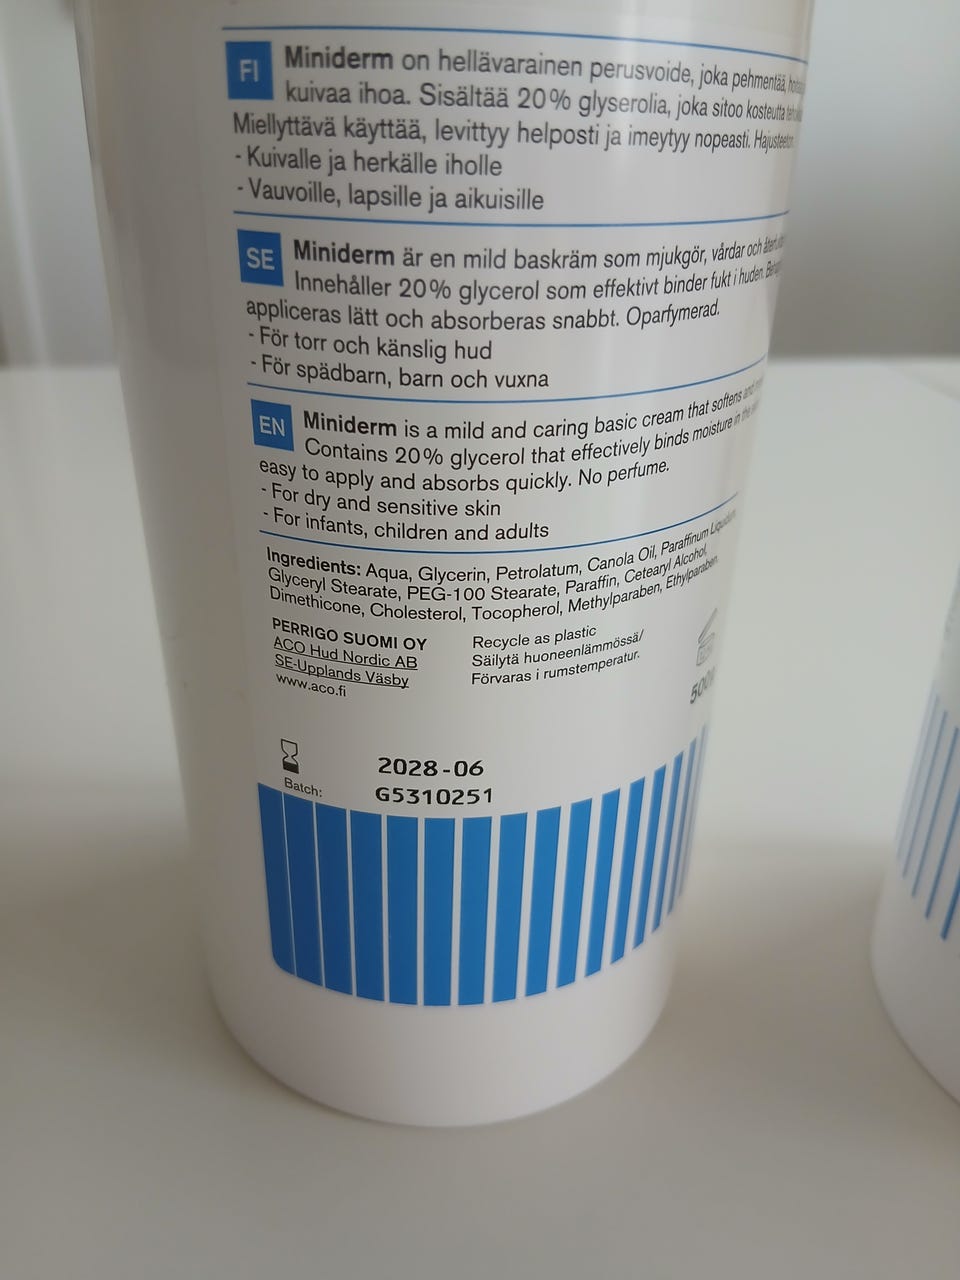 FI Miniderm on hellävarainen perusvoide, joka pehmentää,
kuivaa ihoa. Sisältää 20% glyserolia, joka sitoo kosteutta
Miellyttävä käyttää, levittyy helposti ja imeytyy nopeasti.
- Kuivalle ja herkälle iholle
- Vauvoille, lapsille ja aikuisille
SE Miniderm är en mild baskräm som mjukgör, vårdar och
Innehåller 20% glycerol som effektivt binder fukt i huden.
appliceras lätt och absorberas snabbt. Oparfymerad.
- För torr och känslig hud
- För spädbarn, barn och vuxna
EN Miniderm is a mild and caring basic cream that softens and
Contains 20% glycerol that effectively binds moisture in the
easy to apply and absorbs quickly. No perfume.
- For dry and sensitive skin
- For infants, children and adults
Ingredients: Aqua, Glycerin, Petrolatum, Canola Oil, Paraffinum Liquidum,
Glyceryl Stearate, PEG-100 Stearate, Paraffin, Cetearyl Alcohol,
Dimethicone, Cholesterol, Tocopherol, Methylparaben, Ethylparaben.
PERRIGO SUOMI OY
ACO Hud Nordic AB
SE-Upplands Väsby
www.aco.fi
Recycle as plastic
Säilytä huoneenlämmössä/
Förvaras i rumstemperatur.
2028-06
Batch: G5310251